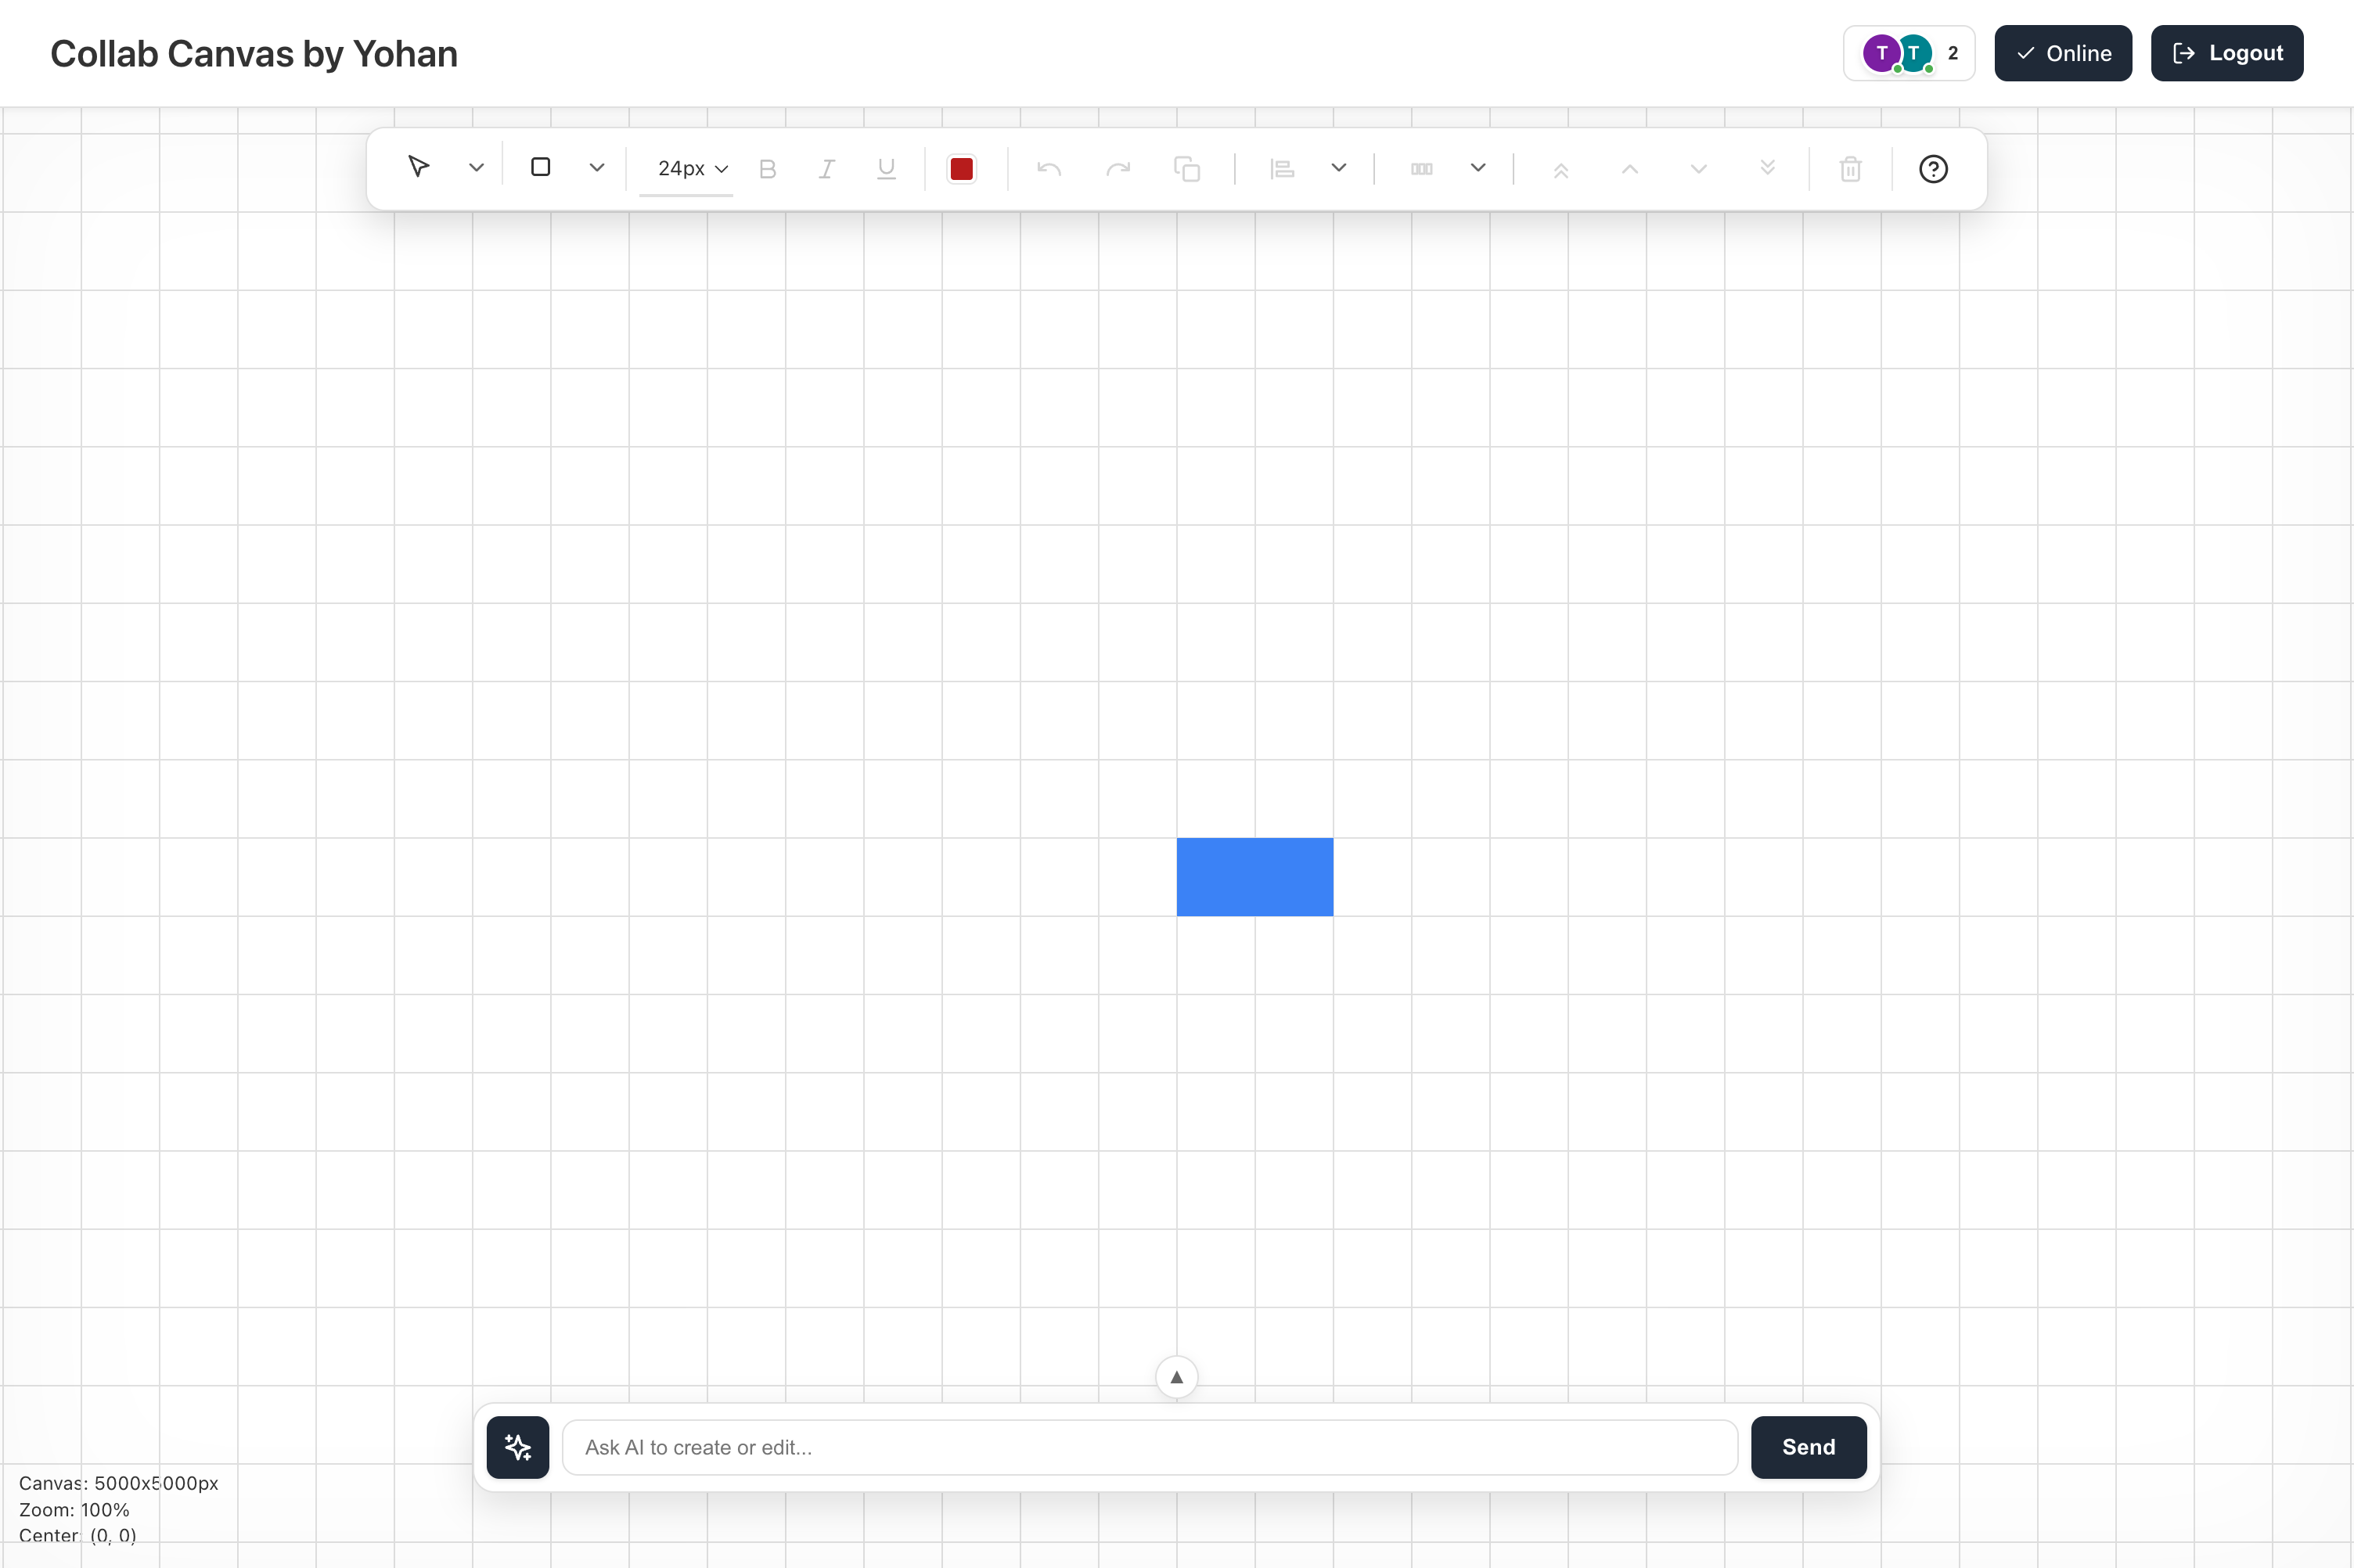 Collab Canvas by Yohan
T T 2
Online
Logout
24px
Ask AI to create or edit...
Send
Canvas: 5000x5000px
Zoom: 100%
Center: (0, 0)